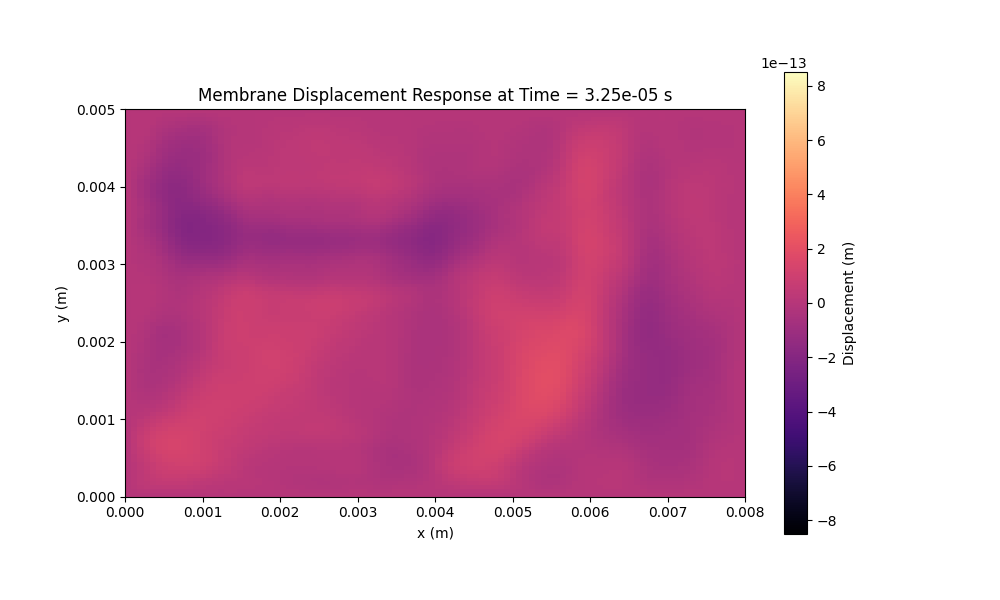 1e−13
Membrane Displacement Response at Time = 3.25e-05 s
0.005
0.004
0.003
0.002
0.001
0.000
y (m)
0.000 0.001 0.002 0.003 0.004 0.005 0.006 0.007 0.008
x (m)
8
6
4
2
0
−2
−4
−6
−8
Displacement (m)